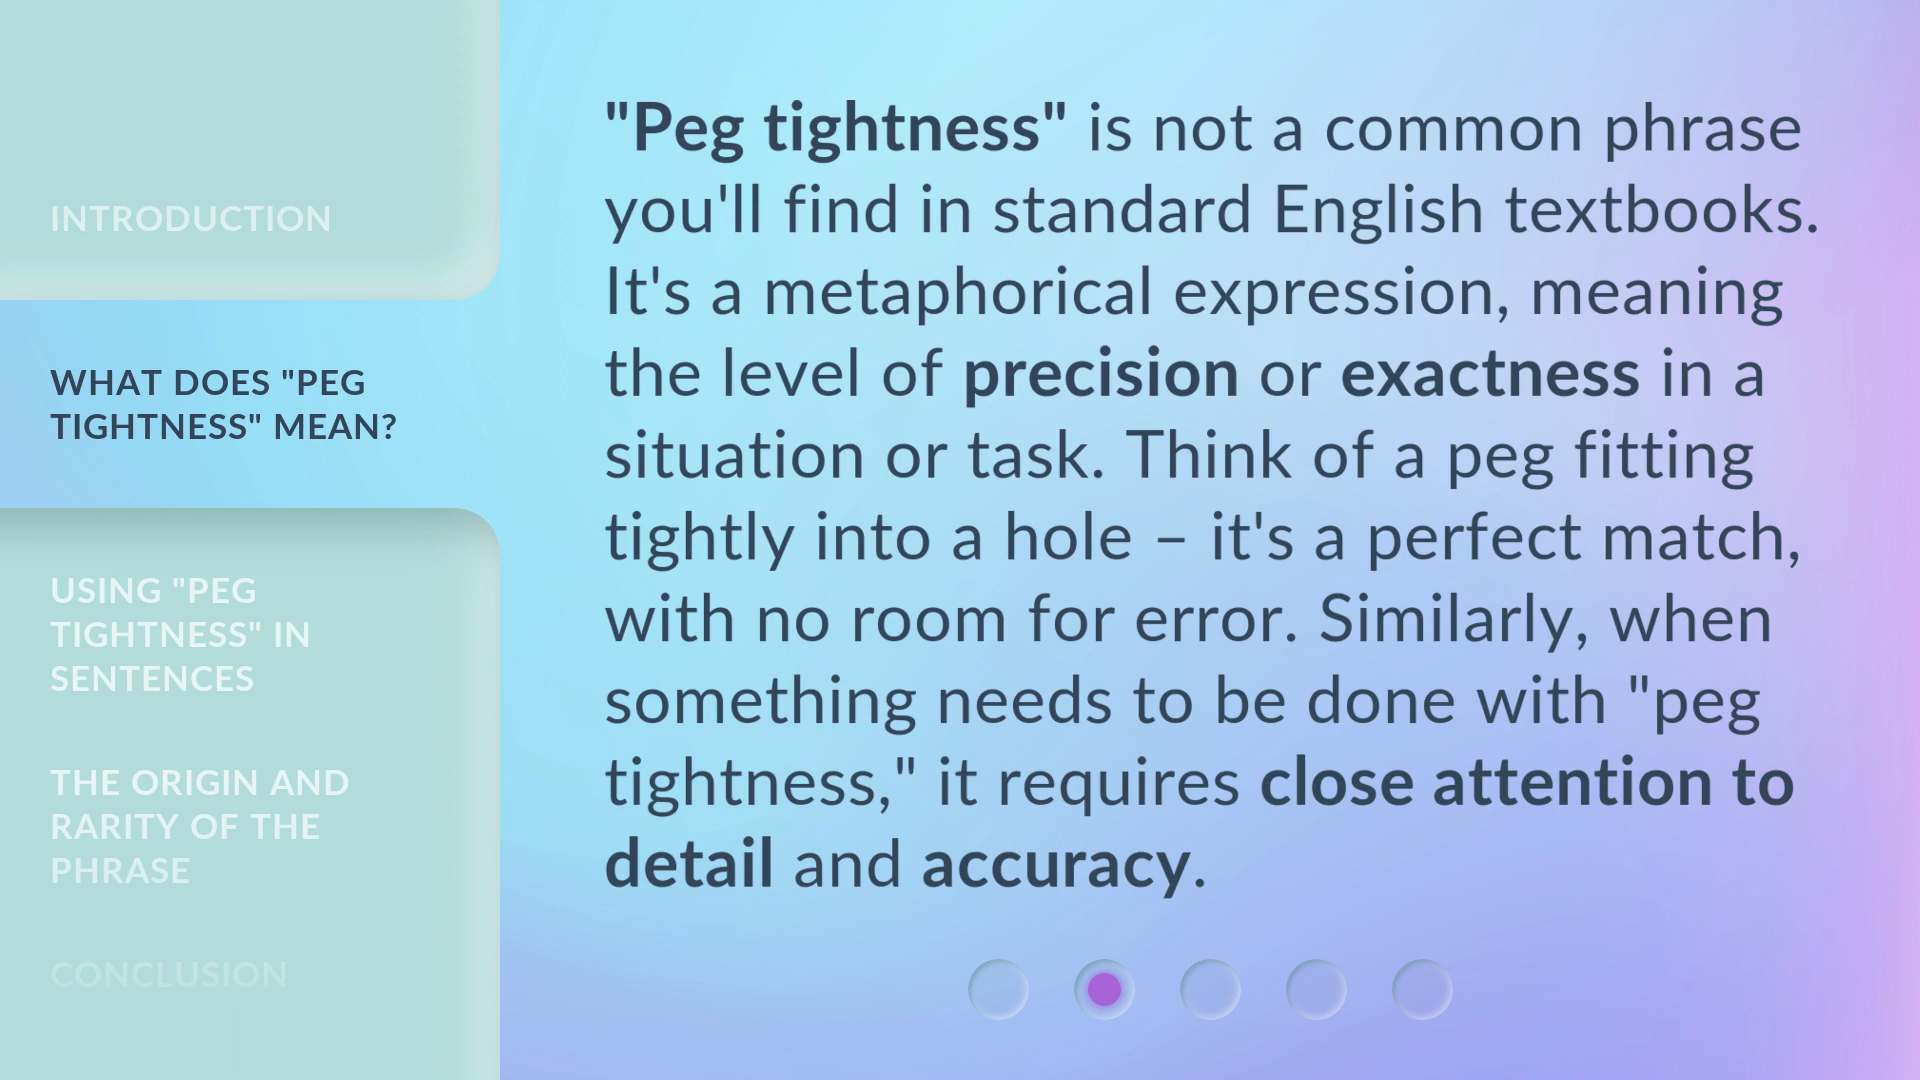 INTRODUCTION
WHAT DOES "PEG
TIGHTNESS" MEAN?
USING "PEG
TIGHTNESS" IN
SENTENCES
THE ORIGIN AND
RARITY OF THE
PHRASE
CONCLUSION
"Peg tightness" is not a common phrase
you'll find in standard English textbooks.
It's a metaphorical expression, meaning
the level of precision or exactness in a
situation or task. Think of a peg fitting
tightly into a hole – it's a perfect match,
with no room for error. Similarly, when
something needs to be done with "peg
tightness," it requires close attention to
detail and accuracy.